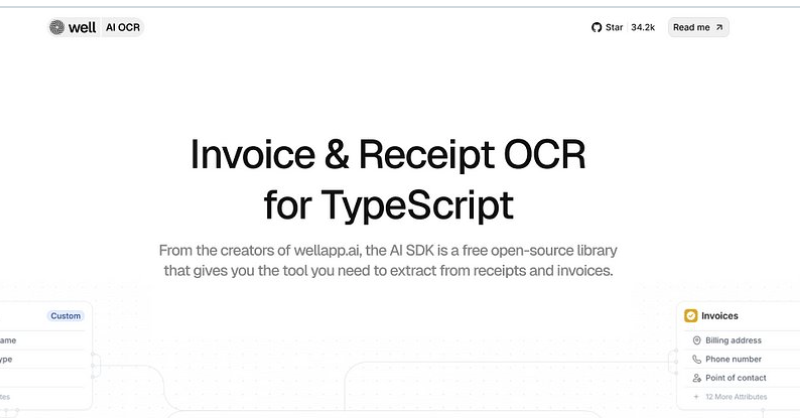 well AI OCR
Star 34.2k
Read me
Invoice & Receipt OCR
for TypeScript
From the creators of wellapp.ai, the AI SDK is a free open-source library
that gives you the tool you need to extract from receipts and invoices.
Custom
ame
ype
tes
Invoices
Billing address
Phone number
Point of contact
+ 12 More Attributes